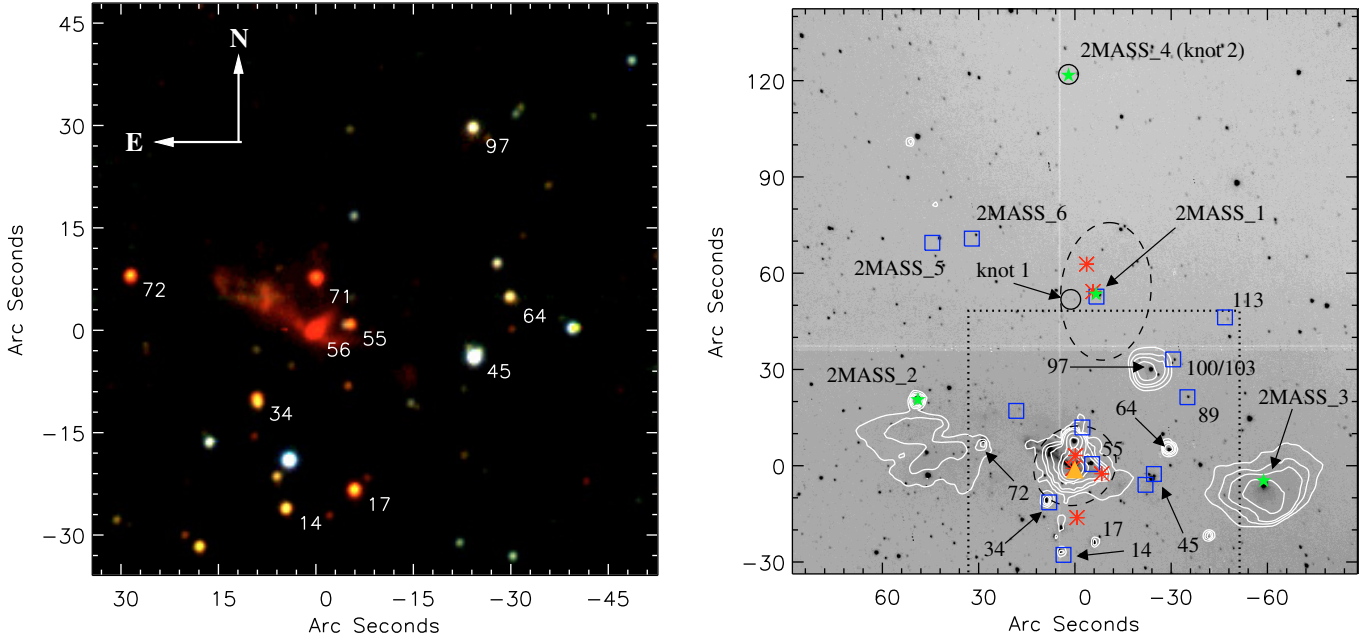 45
30
15
0
−15
−30
Arc Seconds
N
E
97
72
71
64
55
56
45
34
17
14
30 15 0 −15 −30 −45
Arc Seconds
120
90
60
30
0
−30
Arc Seconds
2MASS_4 (knot 2)
2MASS_6
2MASS_1
2MASS_5
knot 1
113
97
100/103
2MASS_2
89
2MASS_3
64
55
72
34
17
14
45
60 30 0 −30 −60
Arc Seconds